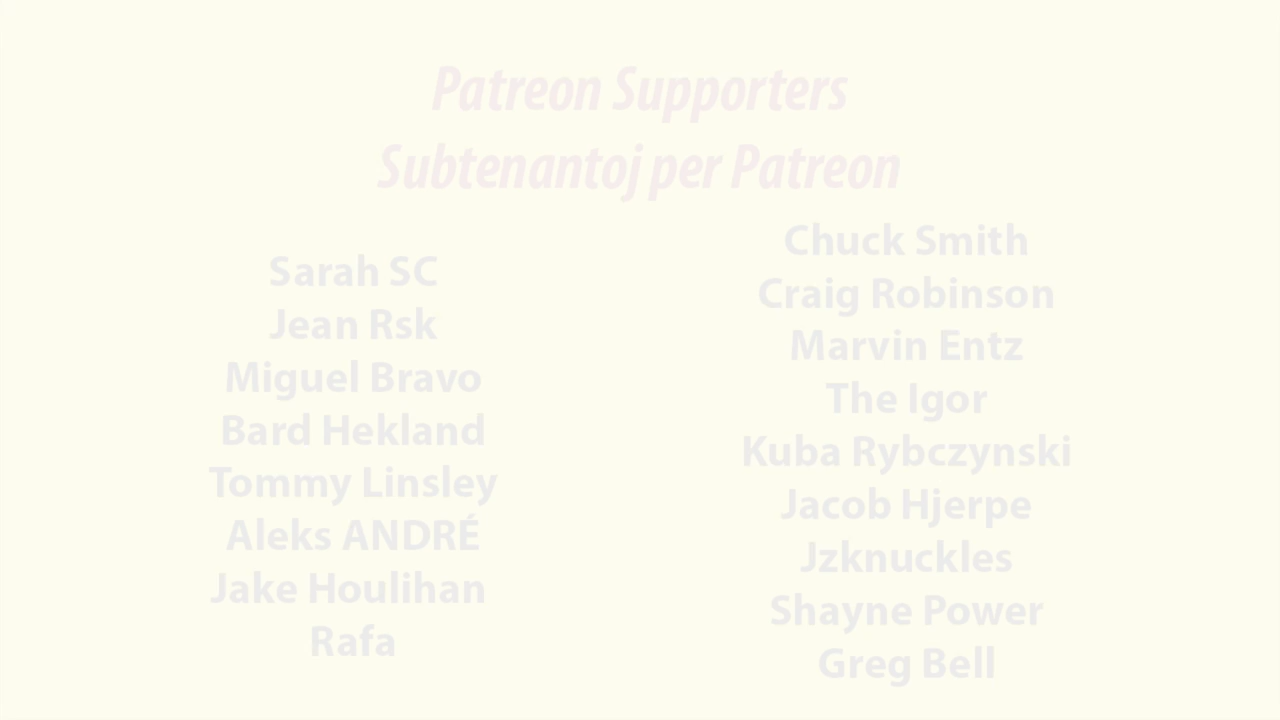 Patreon Supporters
Subtenantoj per Patreon
Sarah SC
Jean Rsk
Miguel Bravo
Bard Hekland
Tommy Linsley
Aleks ANDRÉ
Jake Houlihan
Rafa
Chuck Smith
Craig Robinson
Marvin Entz
The Igor
Kuba Rybczynski
Jacob Hjerpe
Jzknuckles
Shayne Power
Greg Bell